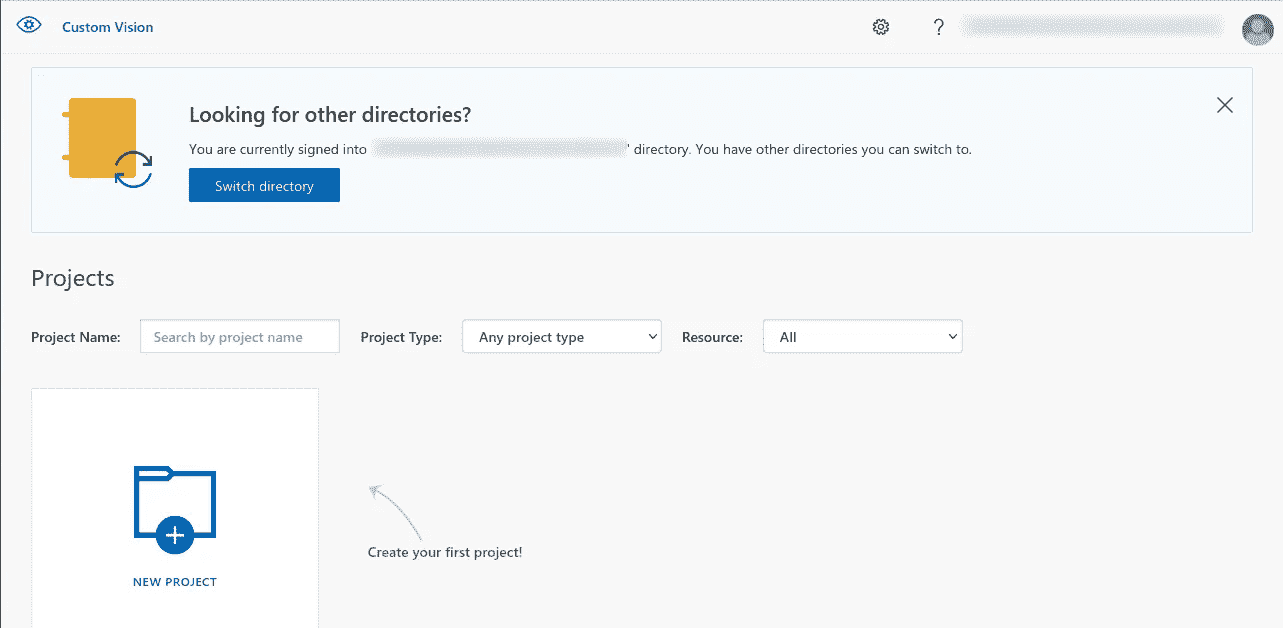 Custom Vision
?
Looking for other directories?
You are currently signed into ' directory. You have other directories you can switch to.
Switch directory
Projects
Project Name: Search by project name Project Type: Any project type Resource: All
NEW PROJECT
Create your first project!